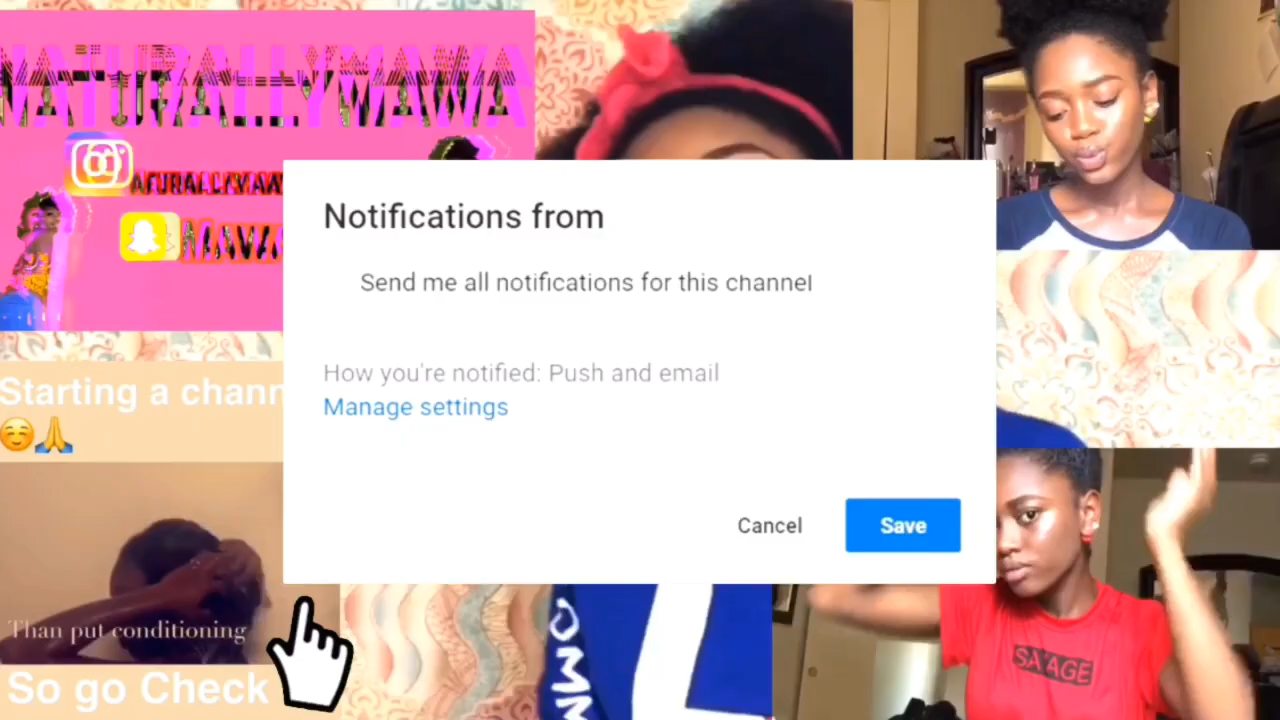 NATURALLYMAWA
Notifications from
Send me all notifications for this channel
How you're notified: Push and email
Manage settings
Cancel
Save
Starting a chann
☺️🙏
Than put conditioning
So go Check
SAVAGE